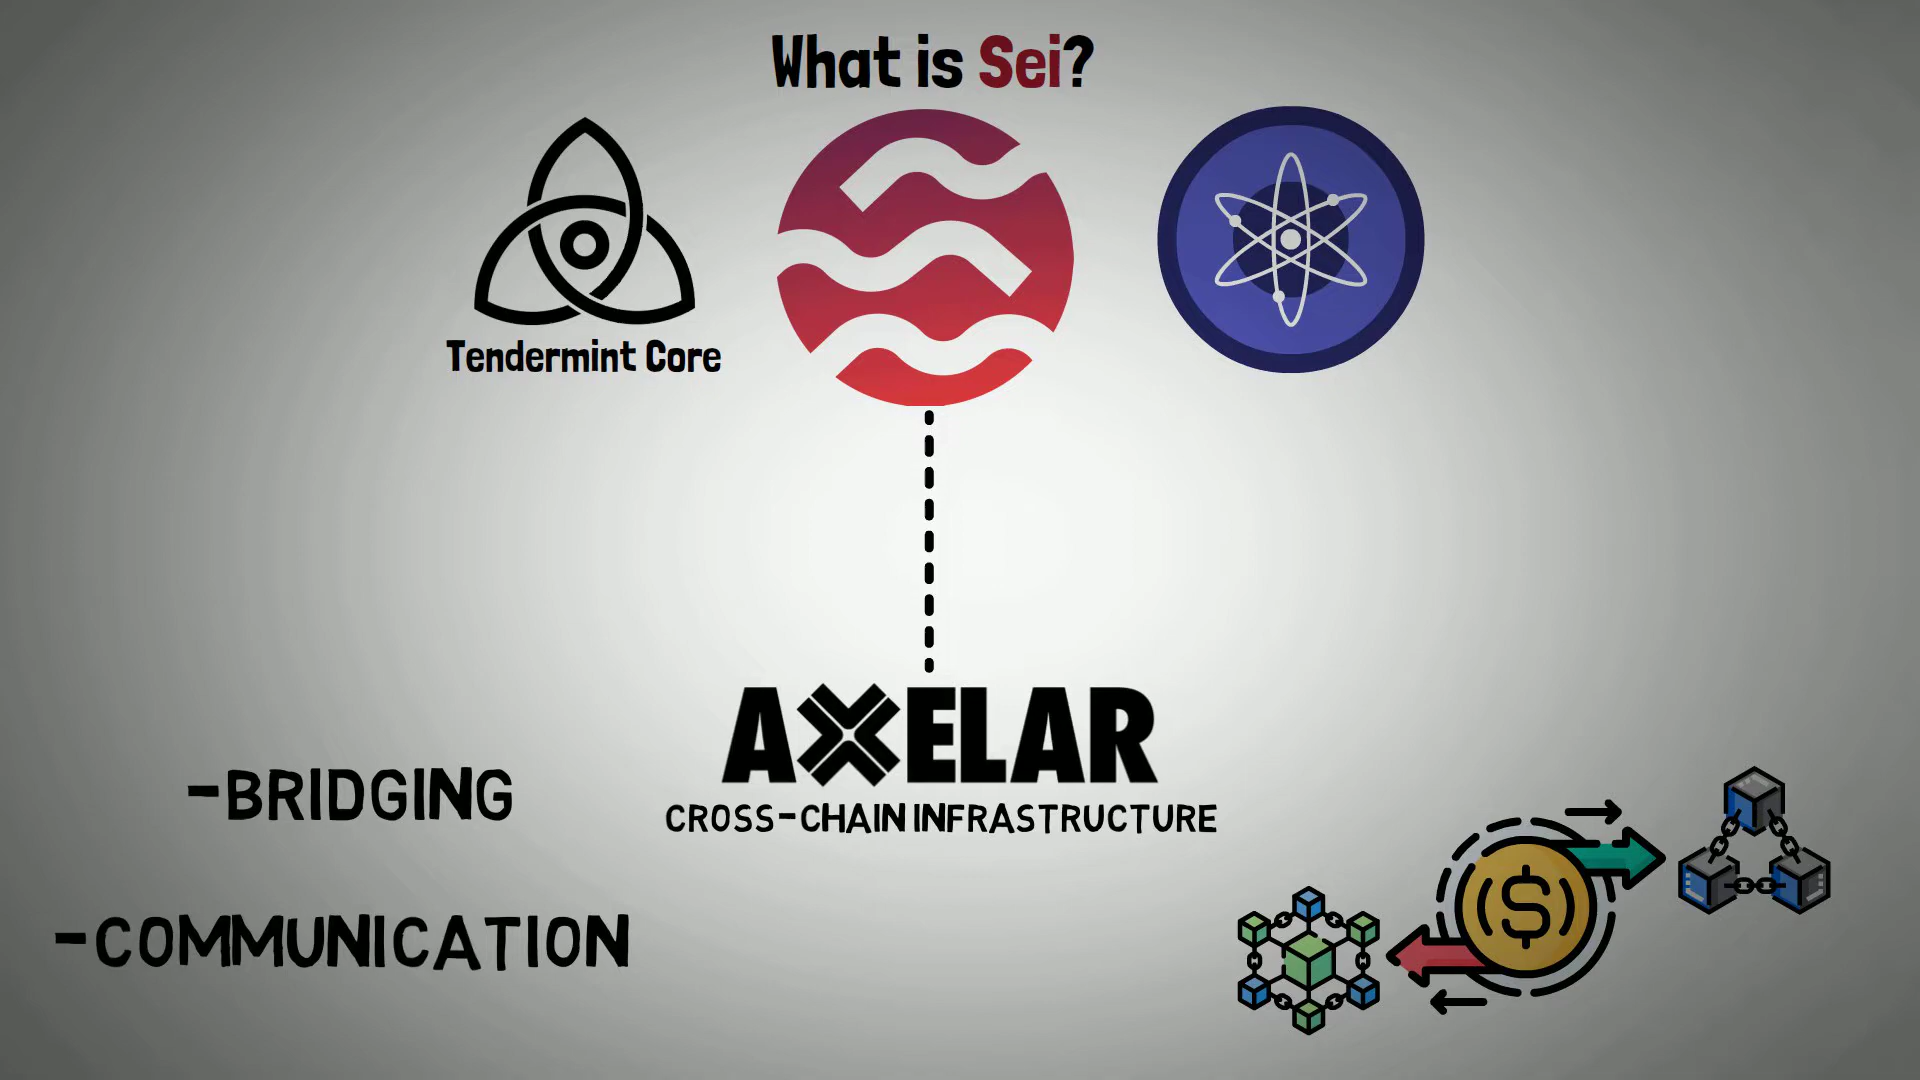 What is Sei?
Tendermint Core
AXELAR
CROSS-CHAIN INFRASTRUCTURE
-BRIDGING
-COMMUNICATION